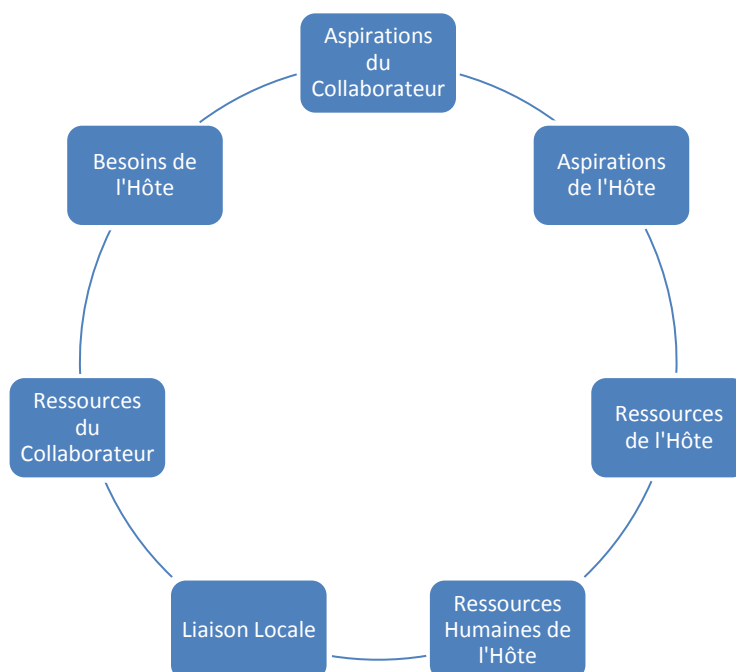 Aspirations
du
Collaborateur
Aspirations
de l'Hôte
Ressources
de l'Hôte
Ressources
Humaines de
l'Hôte
Liaison Locale
Ressources
du
Collaborateur
Besoins de
l'Hôte